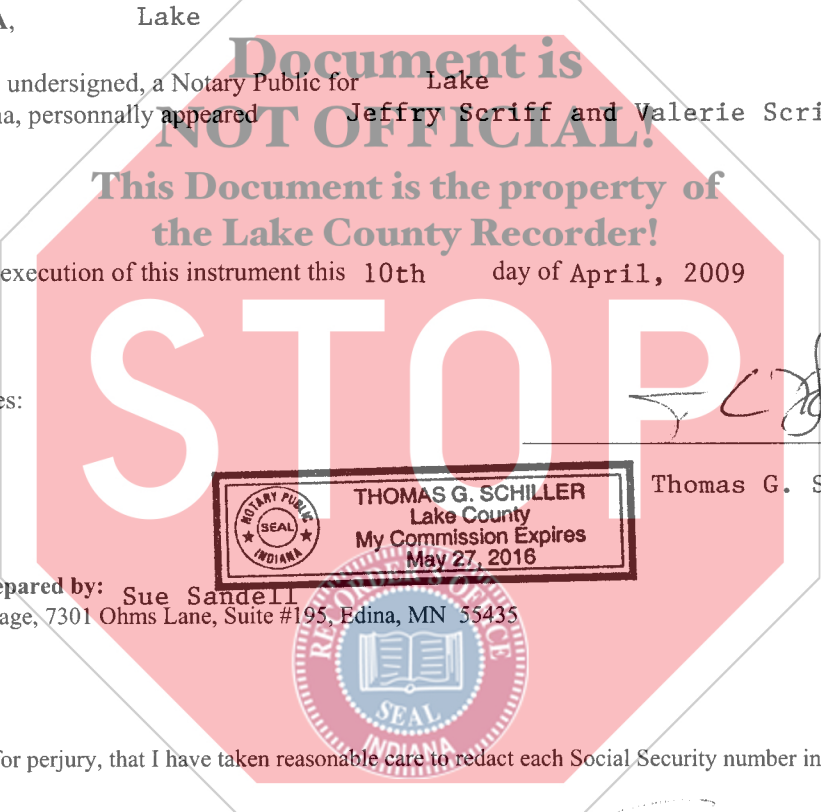 A, Lake
Document is
undersigned, a Notary Public for Lake
personnally appeared Jeffry Scriff and Valerie
NOT OFFICIAL!
This Document is the property of
the Lake County Recorder!
execution of this instrument this 10th day of April, 2009
STOP
es:
Thomas G. S
THOMAS G. SCHILLER
Lake County
My Commission Expires
May 27, 2016
NOTARY PUBLIC
SEAL
INDIANA
epared by: Sue Sandell
age, 7301 Ohms Lane, Suite #195, Edina, MN 55435
RECORDER'S OFFICE
SEAL
INDIANA
for perjury, that I have taken reasonable care to redact each Social Security number in